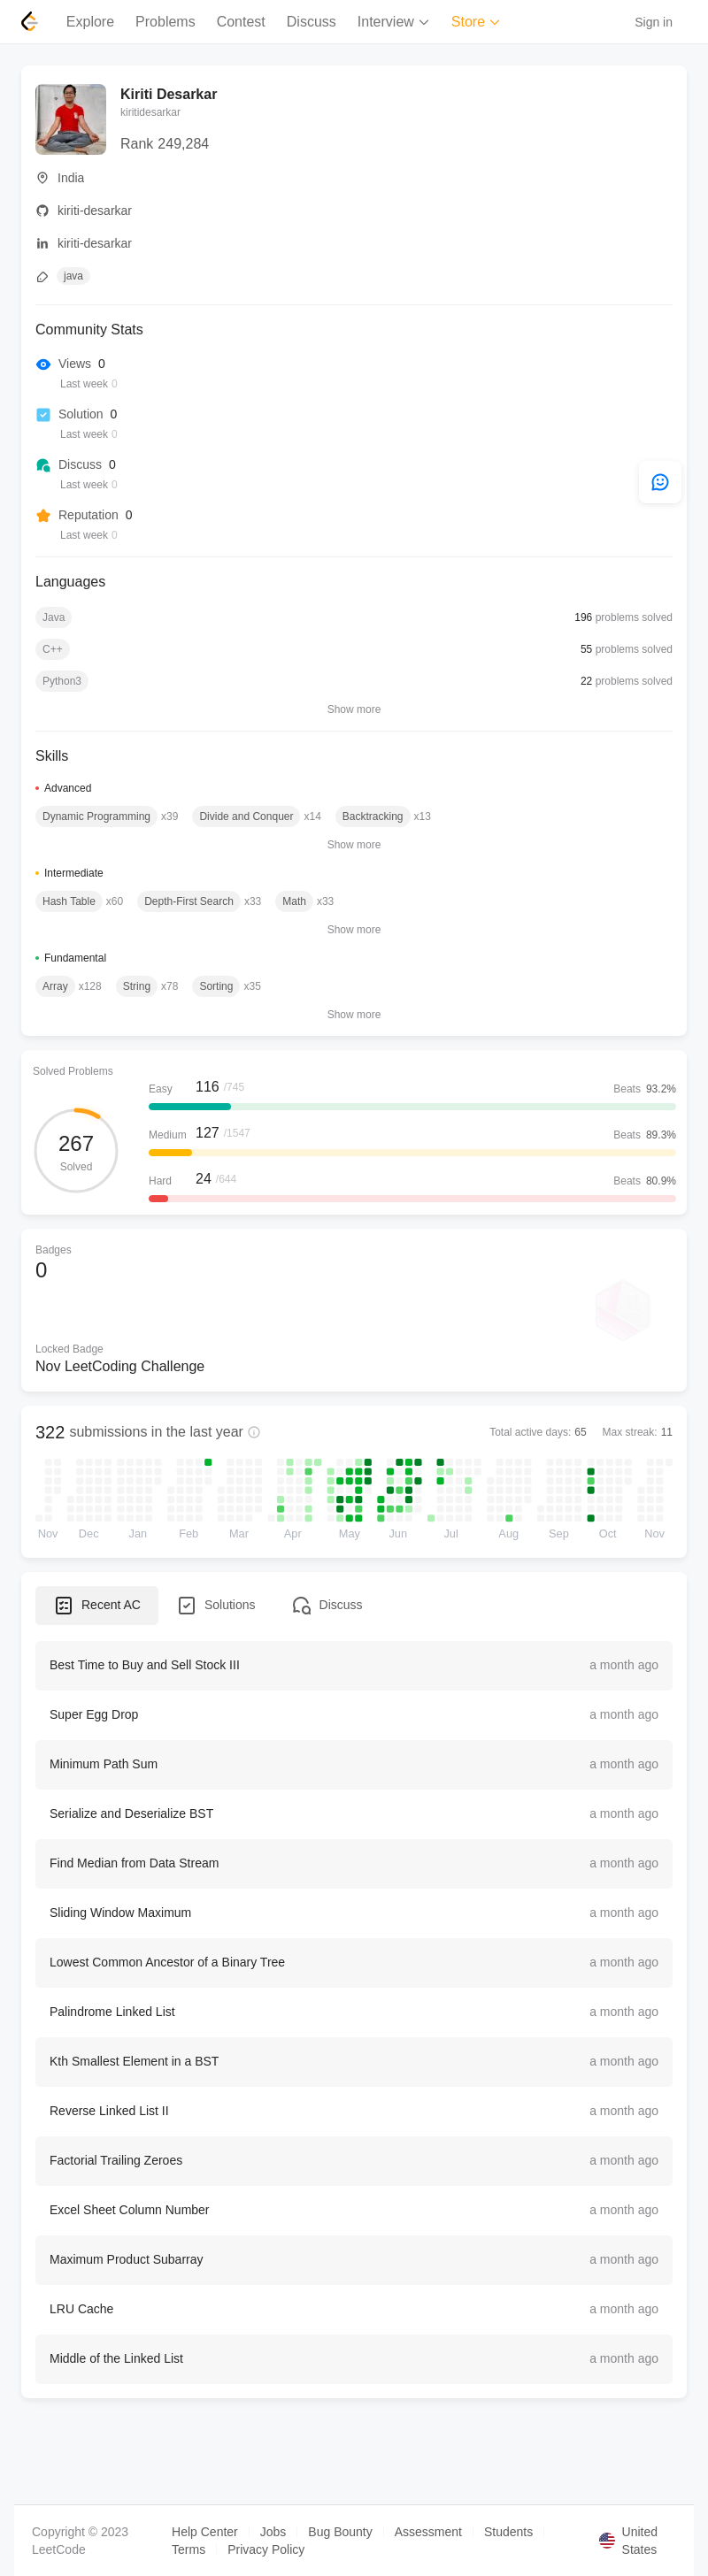 Explore Problems Contest Discuss Interview Store Sign in
Kiriti Desarkar
kiritidesarkar
Rank 249,284
India
kiriti-desarkar
kiriti-desarkar
java
Community Stats
Views 0
Last week 0
Solution 0
Last week 0
Discuss 0
Last week 0
Reputation 0
Last week 0
Languages
Java 196 problems solved
C++ 55 problems solved
Python3 22 problems solved
Show more
Skills
Advanced
Dynamic Programming x39 Divide and Conquer x14 Backtracking x13
Show more
Intermediate
Hash Table x60 Depth-First Search x33 Math x33
Show more
Fundamental
Array x128 String x78 Sorting x35
Show more
Solved Problems
267
Solved
Easy 116 /745 Beats 93.2%
Medium 127 /1547 Beats 89.3%
Hard 24 /644 Beats 80.9%
Badges
0
Locked Badge
Nov LeetCoding Challenge
322 submissions in the last year Total active days: 65 Max streak: 11
Nov Dec Jan Feb Mar Apr May Jun Jul Aug Sep Oct Nov
Recent AC Solutions Discuss
Best Time to Buy and Sell Stock III a month ago
Super Egg Drop a month ago
Minimum Path Sum a month ago
Serialize and Deserialize BST a month ago
Find Median from Data Stream a month ago
Sliding Window Maximum a month ago
Lowest Common Ancestor of a Binary Tree a month ago
Palindrome Linked List a month ago
Kth Smallest Element in a BST a month ago
Reverse Linked List II a month ago
Factorial Trailing Zeroes a month ago
Excel Sheet Column Number a month ago
Maximum Product Subarray a month ago
LRU Cache a month ago
Middle of the Linked List a month ago
Copyright © 2023
LeetCode
Help Center Jobs Bug Bounty Assessment Students
Terms Privacy Policy
United
States